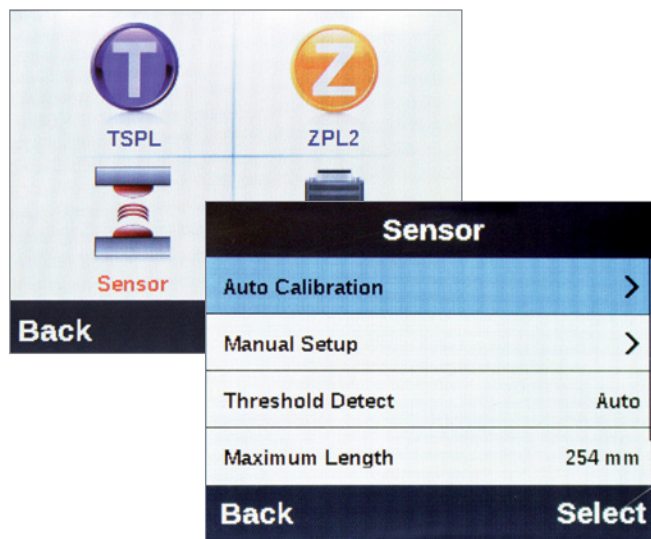 T
Z
TSPL
ZPL2
Sensor
Back
Sensor
Auto Calibration >
Manual Setup >
Threshold Detect Auto
Maximum Length 254 mm
Back Select